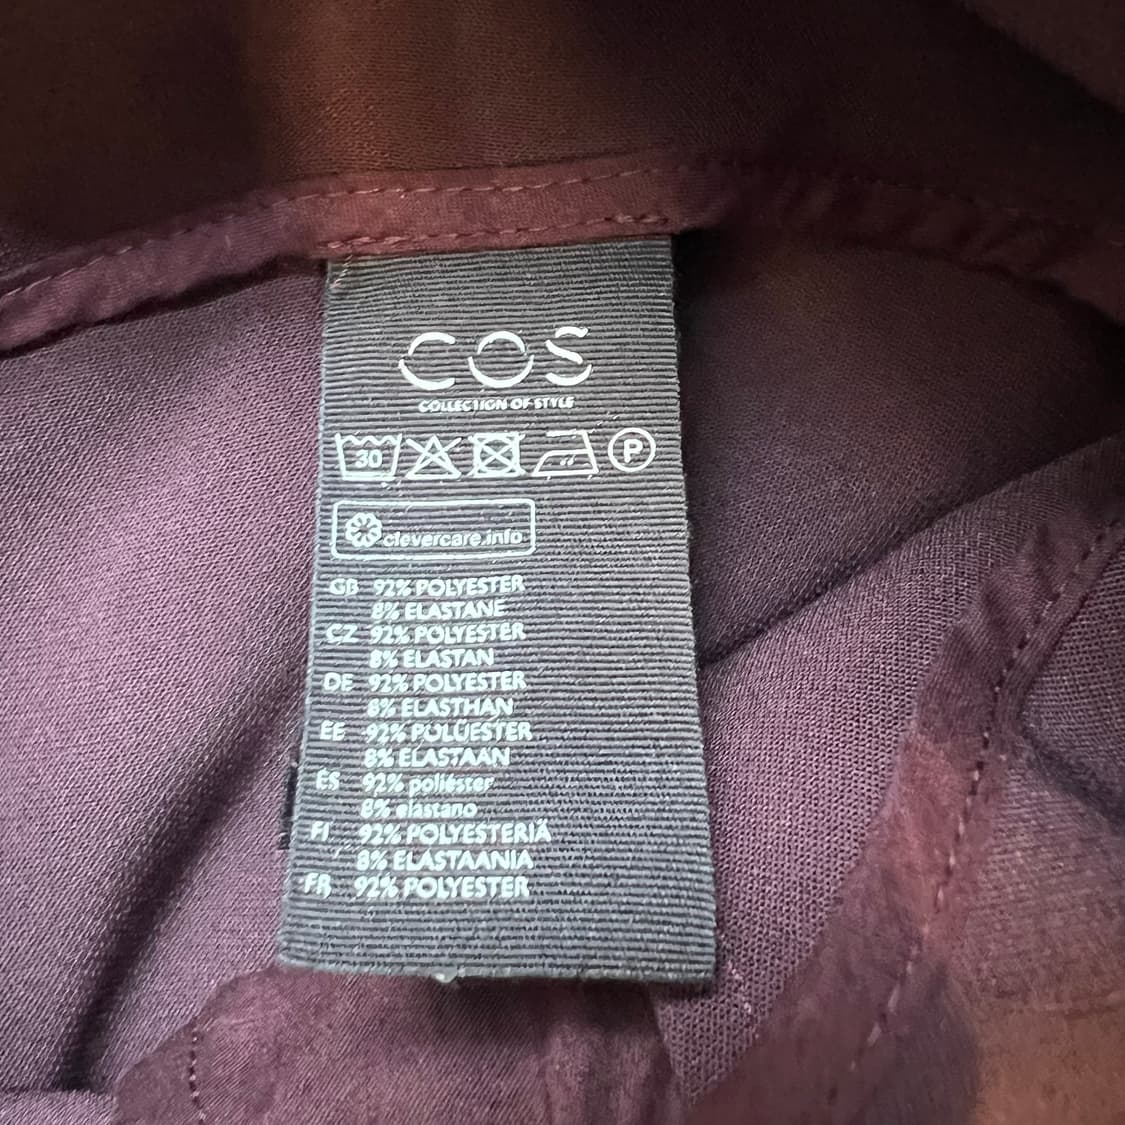 COS
COLLECTION OF STYLE
30 P
clevercare.info
GB 92% POLYESTER
8% ELASTANE
CZ 92% POLYESTER
8% ELASTAN
DE 92% POLYESTER
8% ELASTHAN
EE 92% POLÜESTER
8% ELASTAAN
ES 92% poliéster
8% elastano
FI 92% POLYESTERIÄ
8% ELASTAANIA
FR 92% POLYESTER